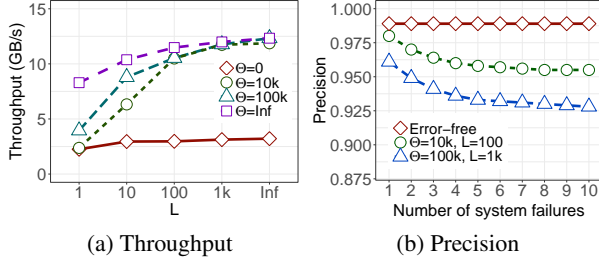 15
10
5
0
Throughput (GB/s)
Θ=0
Θ=10k
Θ=100k
Θ=Inf
1 10 100 1k Inf
L
(a) Throughput
1.000
0.975
0.950
0.925
0.900
0.875
Precision
Error-free
Θ=10k, L=100
Θ=100k, L=1k
1 2 3 4 5 6 7 8 9 10
Number of system failures
(b) Precision